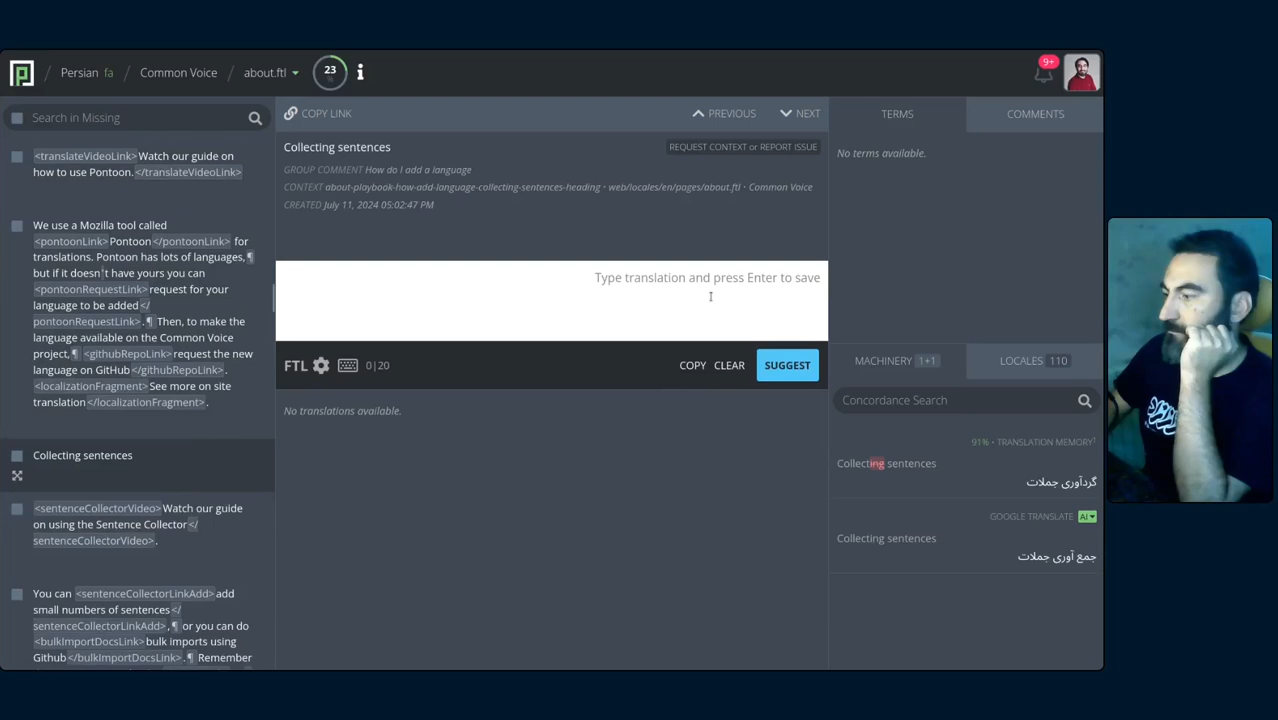 Persian fa / Common Voice / about.ftl
23
%
9+
Search in Missing
<translateVideoLink>Watch our guide on
how to use Pontoon.</translateVideoLink>
We use a Mozilla tool called
<pontoonLink>Pontoon</pontoonLink> for
translations. Pontoon has lots of languages,¶
but if it doesn't have yours you can
<pontoonRequestLink>request for your
language to be added</
pontoonRequestLink>.¶ Then, to make the
language available on the Common Voice
project,¶ <githubRepoLink>request the new
language on GitHub</githubRepoLink>.
<localizationFragment>See more on site
translation</localizationFragment>.
Collecting sentences
<sentenceCollectorVideo>Watch our guide
on using the Sentence Collector</
sentenceCollectorVideo>.
You can <sentenceCollectorLinkAdd>add
small numbers of sentences</
sentenceCollectorLinkAdd>,¶ or you can do
<bulkImportDocsLink>bulk imports using
Github</bulkImportDocsLink>.¶ Remember
COPY LINK
PREVIOUS
NEXT
Collecting sentences
REQUEST CONTEXT or REPORT ISSUE
GROUP COMMENT How do I add a language
CONTEXT about-playbook-how-add-language-collecting-sentences-heading • web/locales/en/pages/about.ftl • Common Voice
CREATED July 11, 2024 05:02:47 PM
Type translation and press Enter to save
FTL
0|20
COPY
CLEAR
SUGGEST
No translations available.
TERMS
COMMENTS
No terms available.
MACHINERY 1+1
LOCALES 110
Concordance Search
91% • TRANSLATION MEMORY1
Collecting sentences
گردآوری جملات
GOOGLE TRANSLATE AI
Collecting sentences
جمع آوری جملات